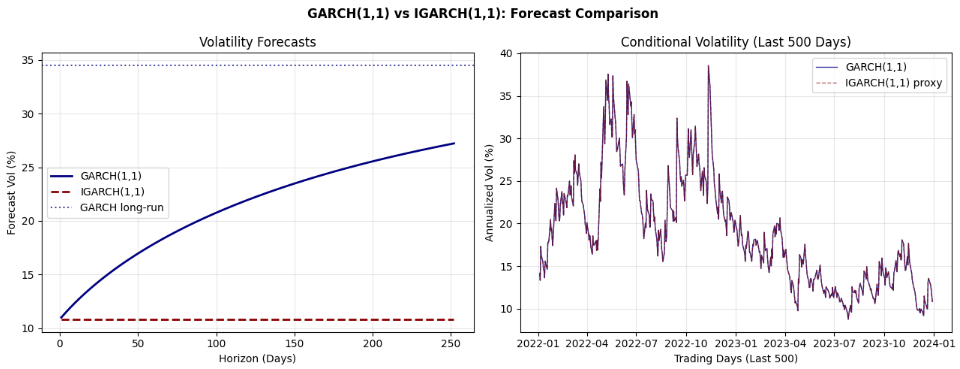 GARCH(1,1) vs IGARCH(1,1): Forecast Comparison
Volatility Forecasts
Forecast Vol (%)
35
30
25
20
15
10
GARCH(1,1)
IGARCH(1,1)
GARCH long-run
0 50 100 150 200 250
Horizon (Days)
Conditional Volatility (Last 500 Days)
Annualized Vol (%)
40
35
30
25
20
15
10
GARCH(1,1)
IGARCH(1,1) proxy
2022-01 2022-04 2022-07 2022-10 2023-01 2023-04 2023-07 2023-10 2024-01
Trading Days (Last 500)